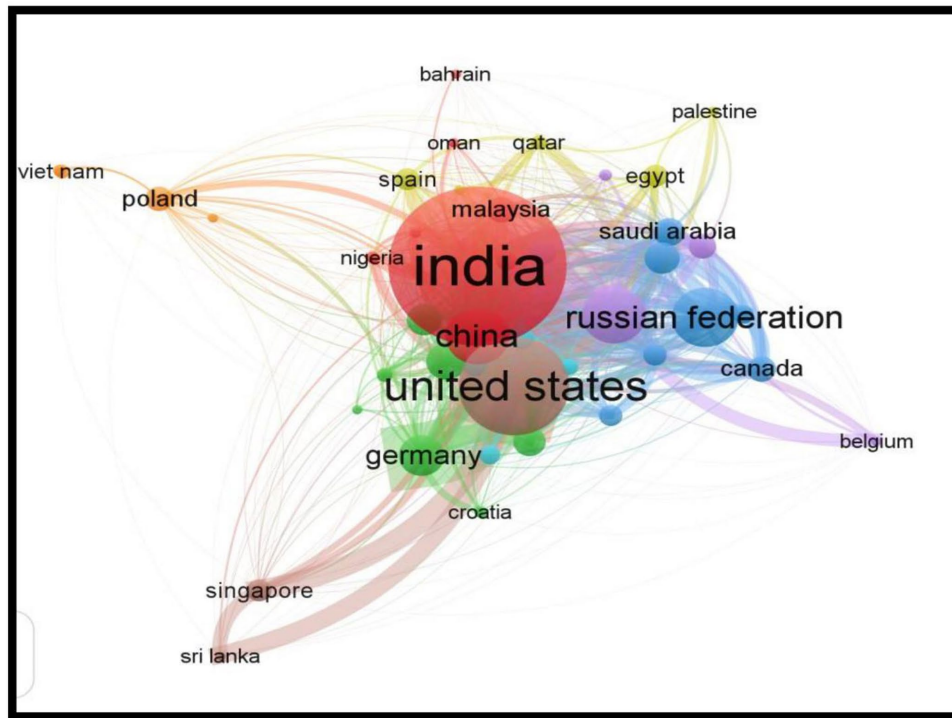 bahrain
palestine
oman
qatar
viet nam
spain
egypt
poland
malaysia
saudi arabia
nigeria
india
russian federation
china
canada
united states
belgium
germany
croatia
singapore
sri lanka